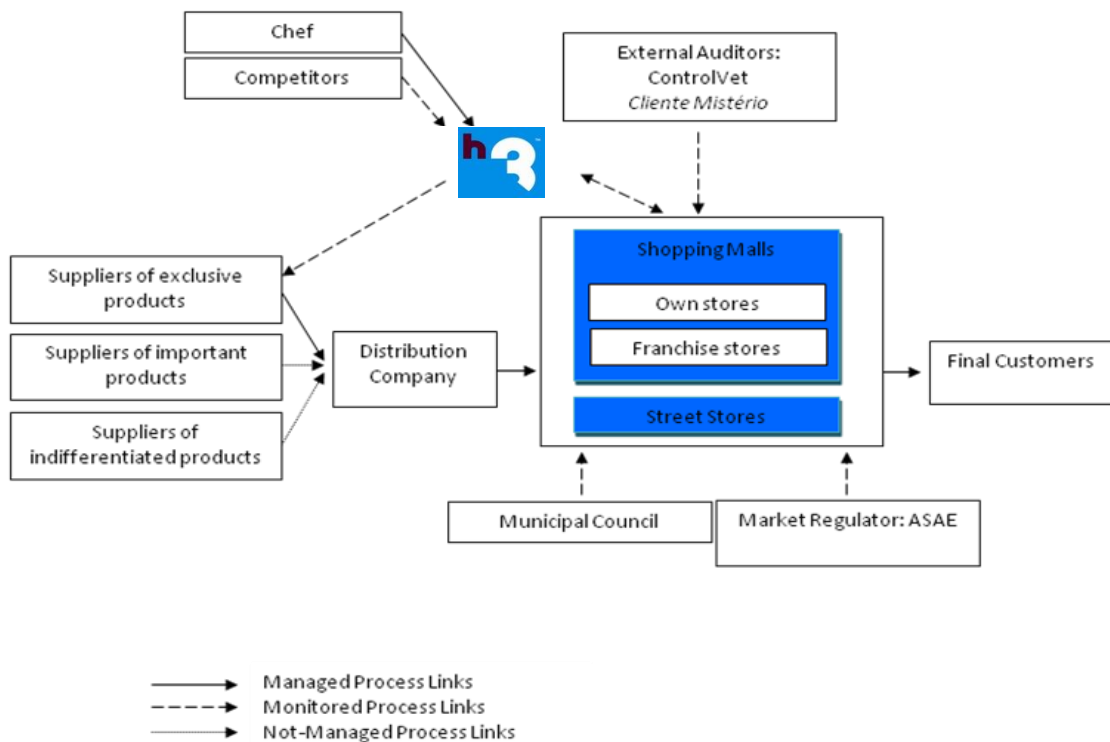 Chef
Competitors
External Auditors:
ControlVet
Cliente Mistério
h3™
Shopping Malls
Own stores
Franchise stores
Street Stores
Suppliers of exclusive
products
Suppliers of important
products
Suppliers of
indifferentiated products
Distribution
Company
Final Customers
Municipal Council
Market Regulator: ASAE
Managed Process Links
Monitored Process Links
Not-Managed Process Links